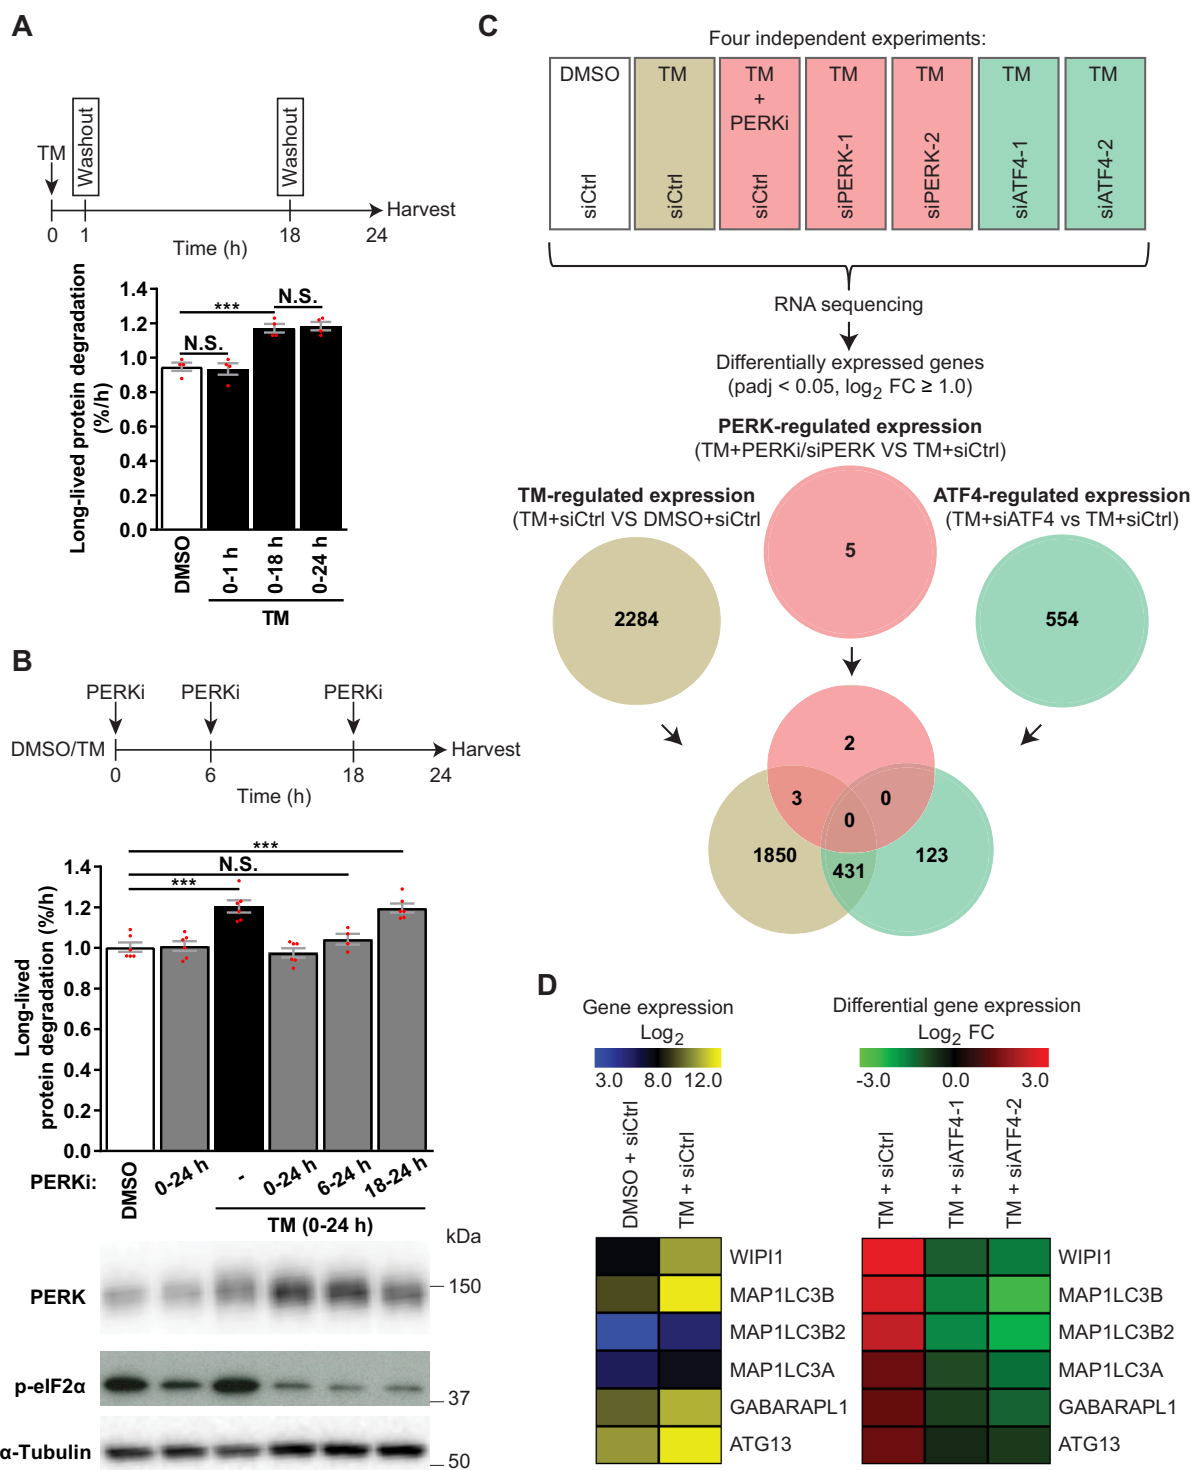 A
TM
Washout
Washout
Harvest
0
1
18
24
Time (h)
Long-lived protein degradation
(%/h)
1.4
1.2
1.0
0.8
0.6
0.4
0.2
0.0
N.S.
***
N.S.
DMSO
0-1 h
0-18 h
0-24 h
TM
B
PERKi
PERKi
PERKi
DMSO/TM
Harvest
0
6
18
24
Time (h)
Long-lived
protein degradation (%/h)
1.4
1.2
1.0
0.8
0.6
0.4
0.2
0.0
***
N.S.
***
PERKi:
DMSO
0-24 h
-
0-24 h
6-24 h
18-24 h
TM (0-24 h)
kDa
PERK
150
p-eIF2α
37
α-Tubulin
50
C
Four independent experiments:
DMSO
siCtrl
TM
siCtrl
TM
+
PERKi
siCtrl
TM
siPERK-1
TM
siPERK-2
TM
siATF4-1
TM
siATF4-2
RNA sequencing
Differentially expressed genes
(padj < 0.05, log2 FC ≥ 1.0)
PERK-regulated expression
(TM+PERKi/siPERK VS TM+siCtrl)
TM-regulated expression
(TM+siCtrl VS DMSO+siCtrl
ATF4-regulated expression
(TM+siATF4 vs TM+siCtrl)
5
2284
554
2
3
0
0
1850
431
123
D
Gene expression
Log2
3.0
8.0
12.0
DMSO + siCtrl
TM + siCtrl
WIPI1
MAP1LC3B
MAP1LC3B2
MAP1LC3A
GABARAPL1
ATG13
Differential gene expression
Log2 FC
-3.0
0.0
3.0
TM + siCtrl
TM + siATF4-1
TM + siATF4-2
WIPI1
MAP1LC3B
MAP1LC3B2
MAP1LC3A
GABARAPL1
ATG13